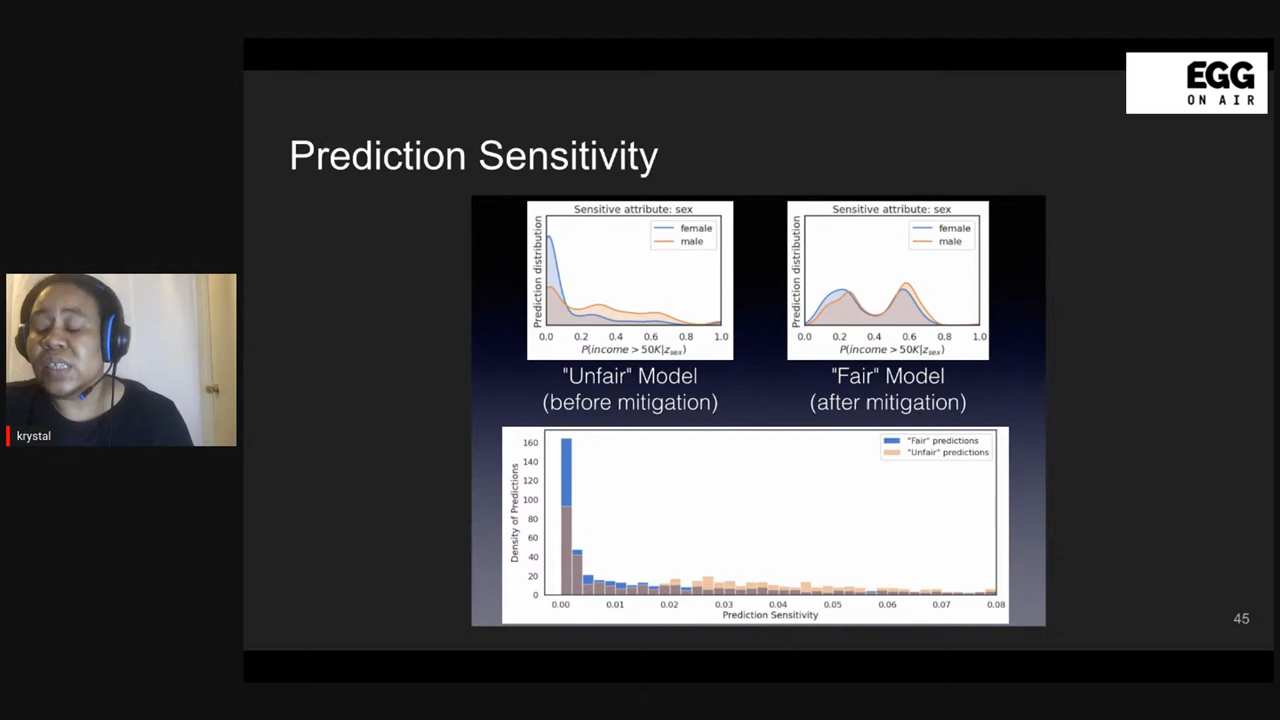 EGG
ON AIR
Prediction Sensitivity
Sensitive attribute: sex
female
male
Prediction distribution
0.0 0.2 0.4 0.6 0.8 1.0
P(income > 50K|z_sex)
"Unfair" Model
(before mitigation)
Sensitive attribute: sex
female
male
Prediction distribution
0.0 0.2 0.4 0.6 0.8 1.0
P(income > 50K|z_sex)
"Fair" Model
(after mitigation)
krystal
"Fair" predictions
"Unfair" predictions
Density of Predictions
160
140
120
100
80
60
40
20
0
0.00 0.01 0.02 0.03 0.04 0.05 0.06 0.07 0.08
Prediction Sensitivity
45